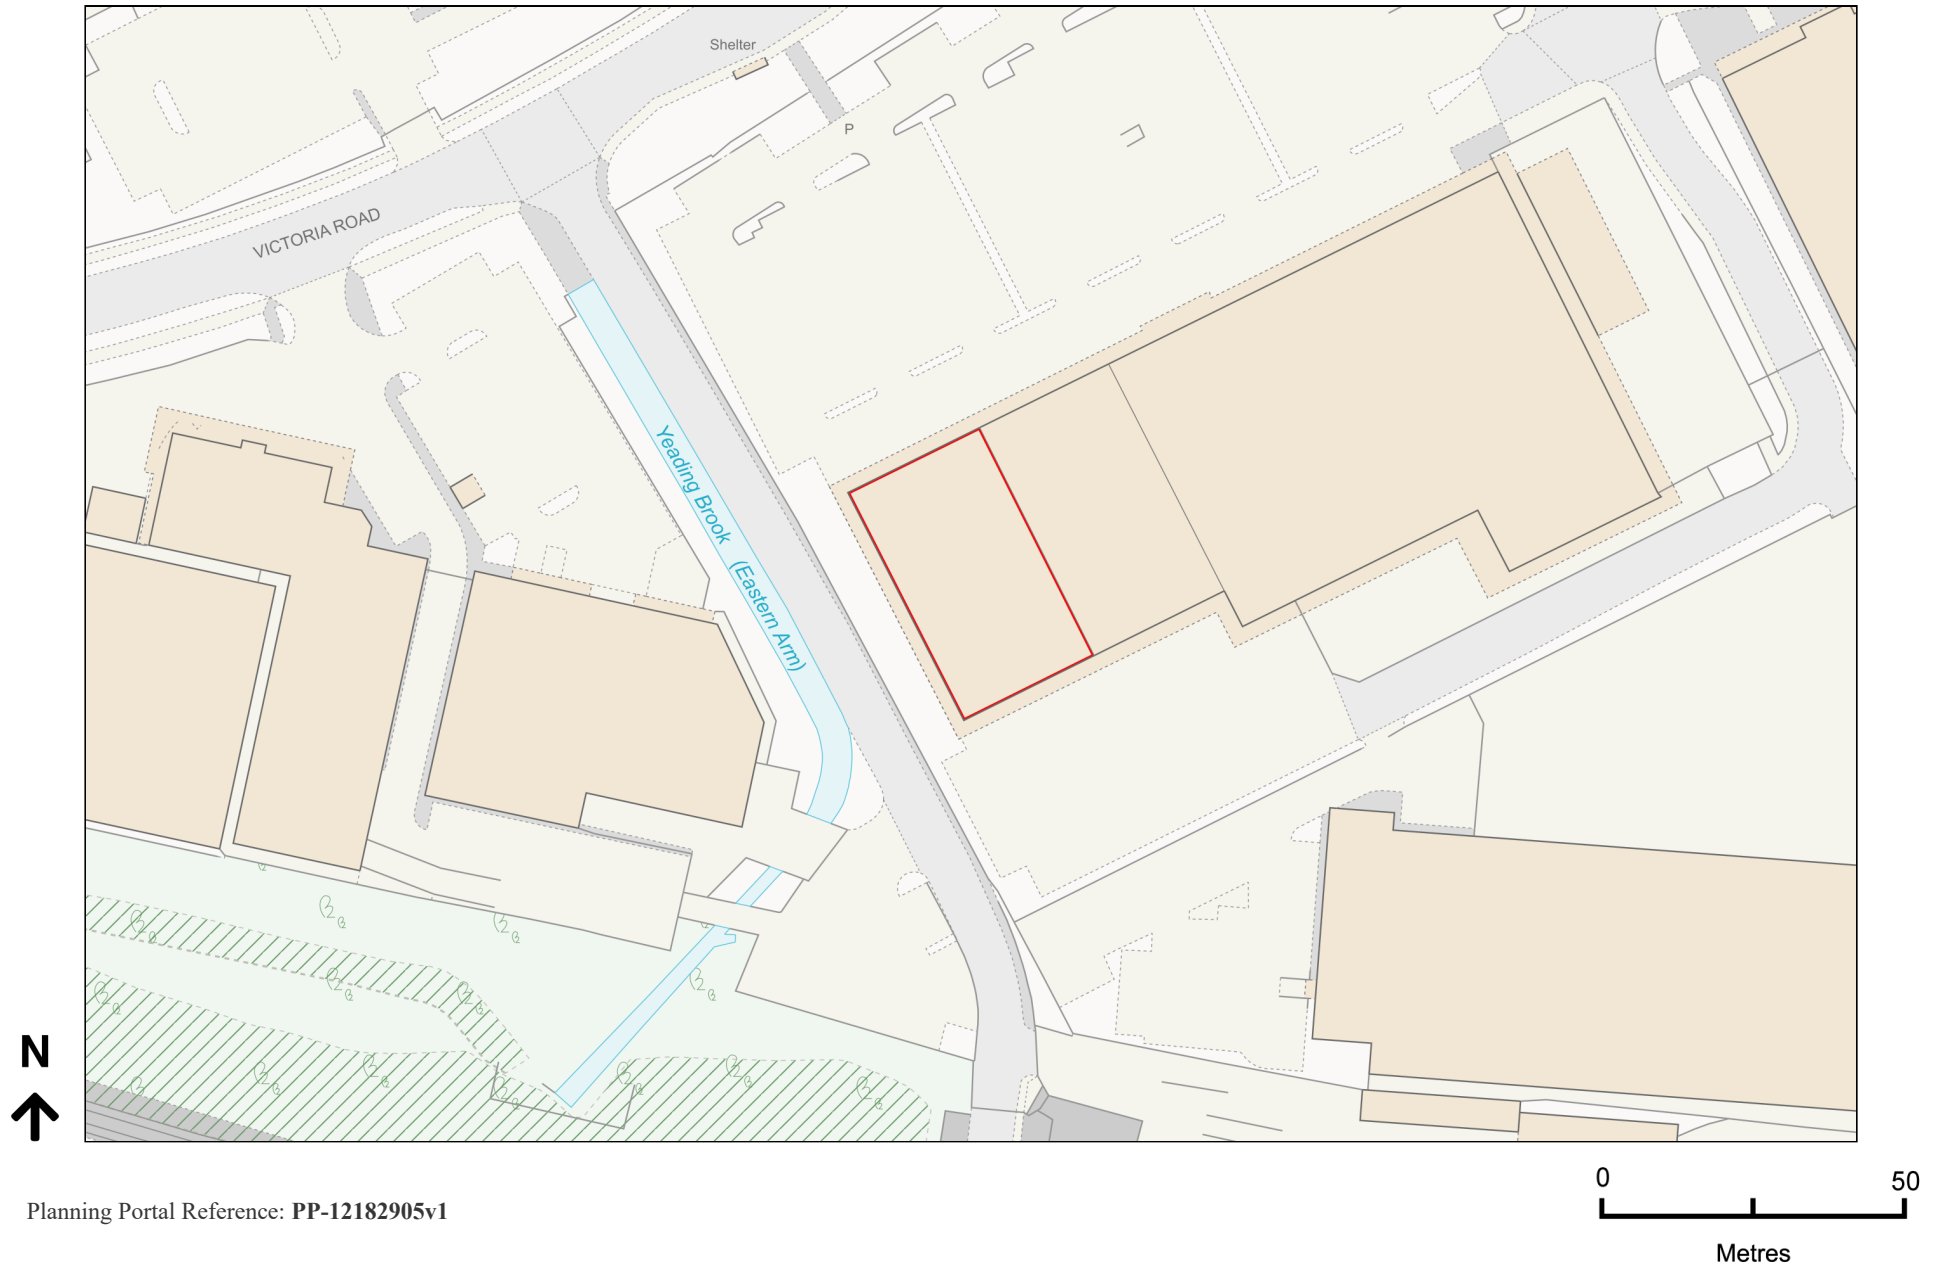 Shelter
P
VICTORIA ROAD
Yeading Brook (Eastern Arm)
N
0 50
Metres
Planning Portal Reference: PP-12182905v1